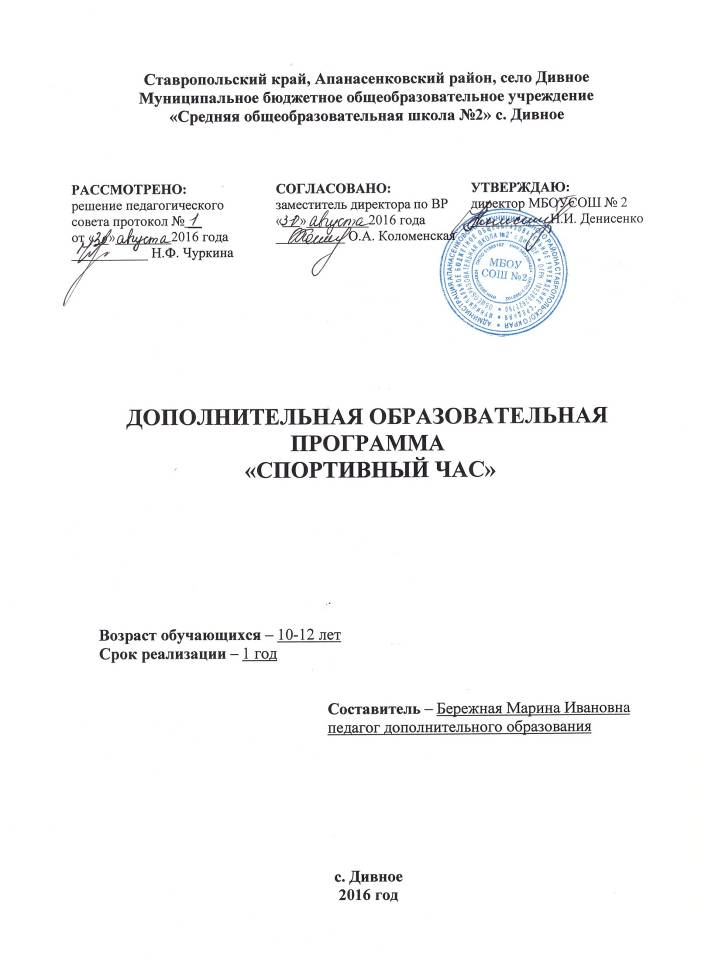 Ставропольский край, Апанасенковский район, село Дивное
Муниципальное бюджетное общеобразовательное учреждение
«Средняя общеобразовательная школа №2» с. Дивное
РАССМОТРЕНО:
решение педагогического
совета протокол № 1
от «30» августа 2016 года
Н.Ф. Чуркина
СОГЛАСОВАНО:
заместитель директора по ВР
«30» августа 2016 года
О.А. Коломенская
УТВЕРЖДАЮ:
директор МБОУ СОШ № 2
Н.И. Денисенко
МБОУ
СОШ №2
ДОПОЛНИТЕЛЬНАЯ ОБРАЗОВАТЕЛЬНАЯ
ПРОГРАММА
«СПОРТИВНЫЙ ЧАС»
Возраст обучающихся – 10-12 лет
Срок реализации – 1 год
Составитель – Бережная Марина Ивановна
педагог дополнительного образования
с. Дивное
2016 год